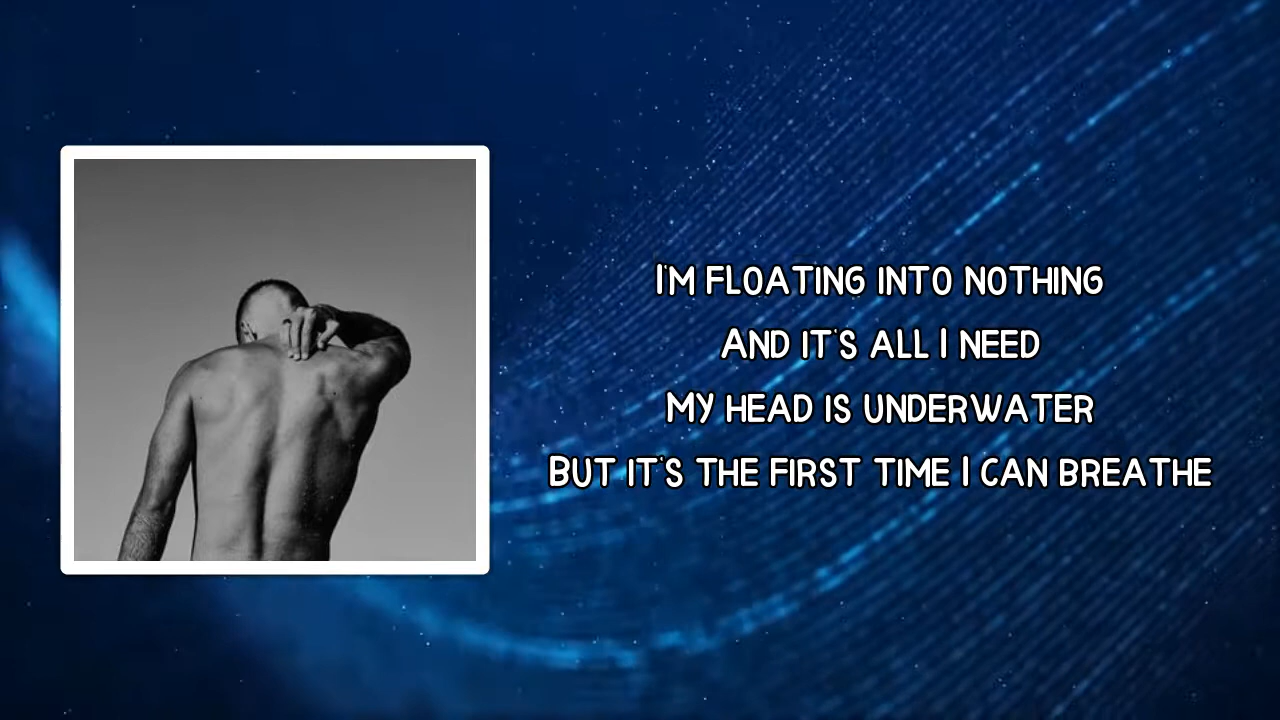 I'M FLOATING INTO NOTHING
AND IT'S ALL I NEED
MY HEAD IS UNDERWATER
BUT IT'S THE FIRST TIME I CAN BREATHE